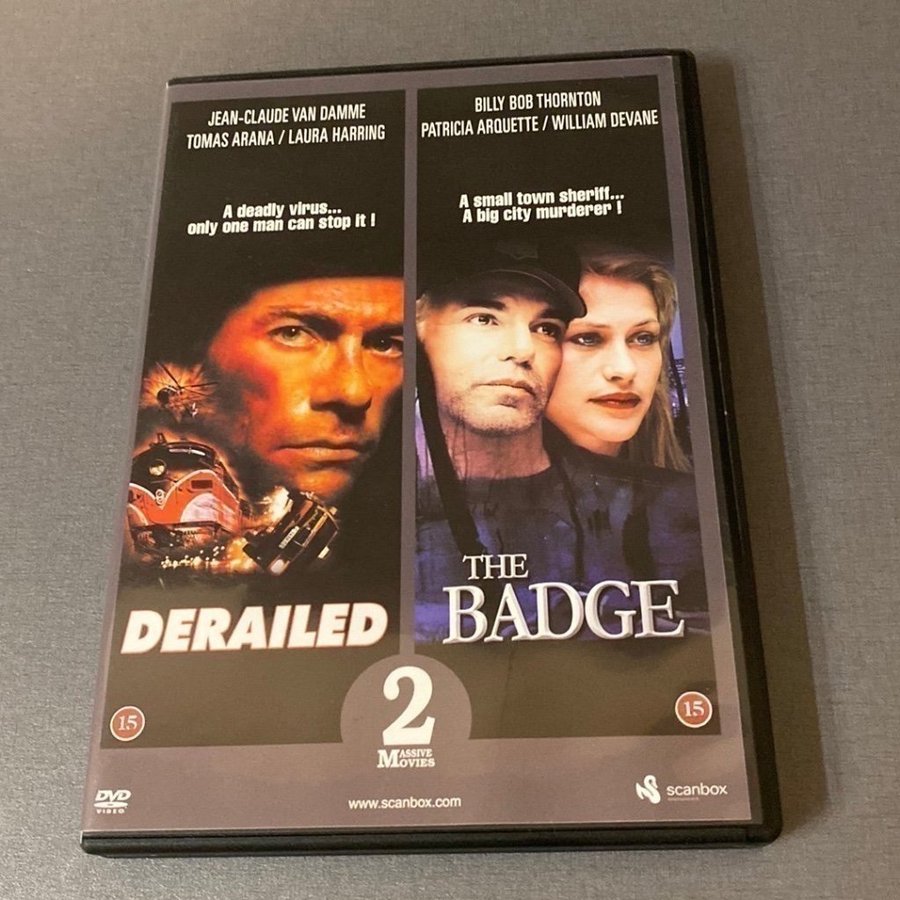 JEAN-CLAUDE VAN DAMME
TOMAS ARANA / LAURA HARRING
A deadly virus...
only one man can stop it !
DERAILED
15
BILLY BOB THORNTON
PATRICIA ARQUETTE / WILLIAM DEVANE
A small town sheriff...
A big city murderer !
THE
BADGE
15
2
MASSIVE
MOVIES
DVD
VIDEO
www.scanbox.com
scanbox